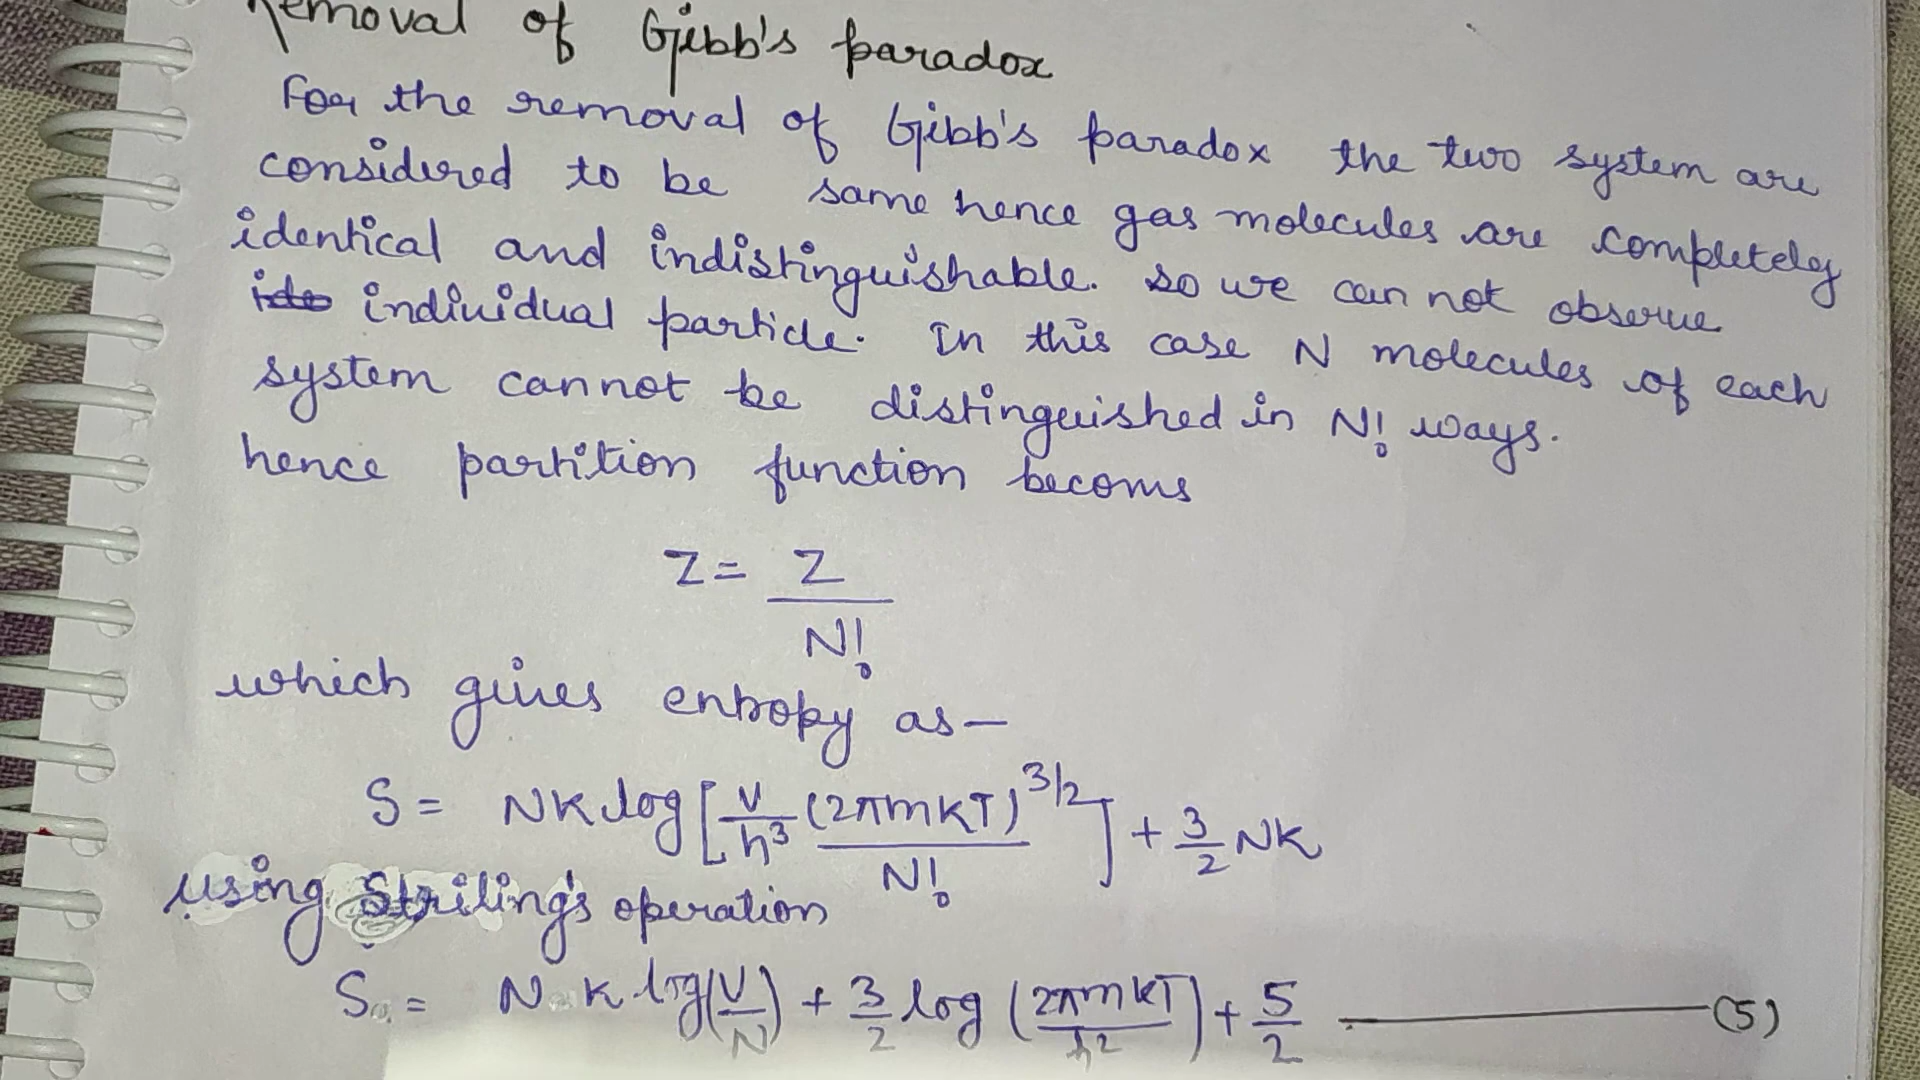 Removal of Gibb's paradox
For the removal of Gibb's paradox the two system are
considered to be same hence gas molecules are completely
identical and indistinguishable. so we can not observe
individual particle. In this case N molecules of each
system cannot be distinguished in N! ways.
hence partition function becoms
Z = Z / N!
which gives entropy as —
S = NK log [V/h³ (2πmKT)^3/2 / N!] + 3/2 NK
using Striling's operation
S = NK log(V/N) + 3/2 log (2πmKT/h²) + 5/2 —— (5)